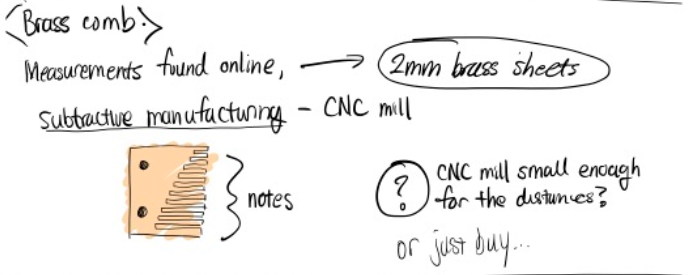 <Brass comb:>
Measurements found online, → 2mm brass sheets
subtractive manufacturing - CNC mill
notes
? CNC mill small enough
for the distances?
or just buy...